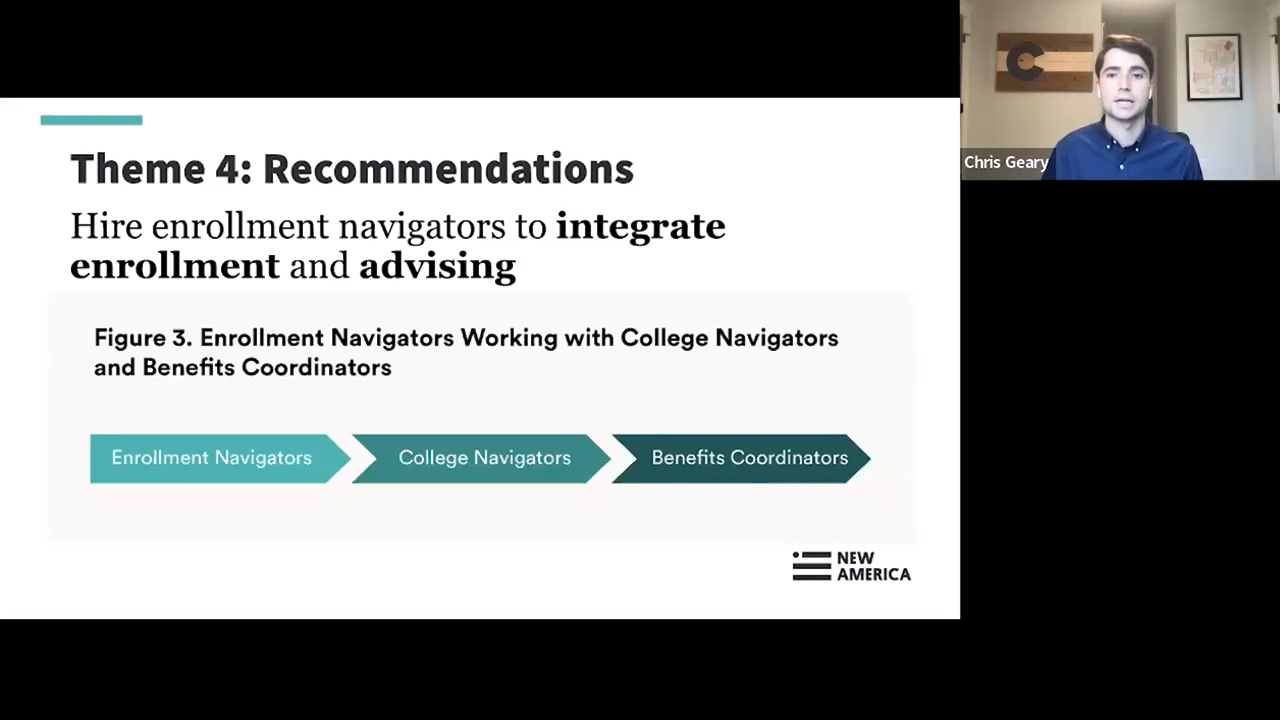 Theme 4: Recommendations
Hire enrollment navigators to integrate
enrollment and advising
Figure 3. Enrollment Navigators Working with College Navigators
and Benefits Coordinators
Enrollment Navigators
College Navigators
Benefits Coordinators
NEW
AMERICA
Chris Geary